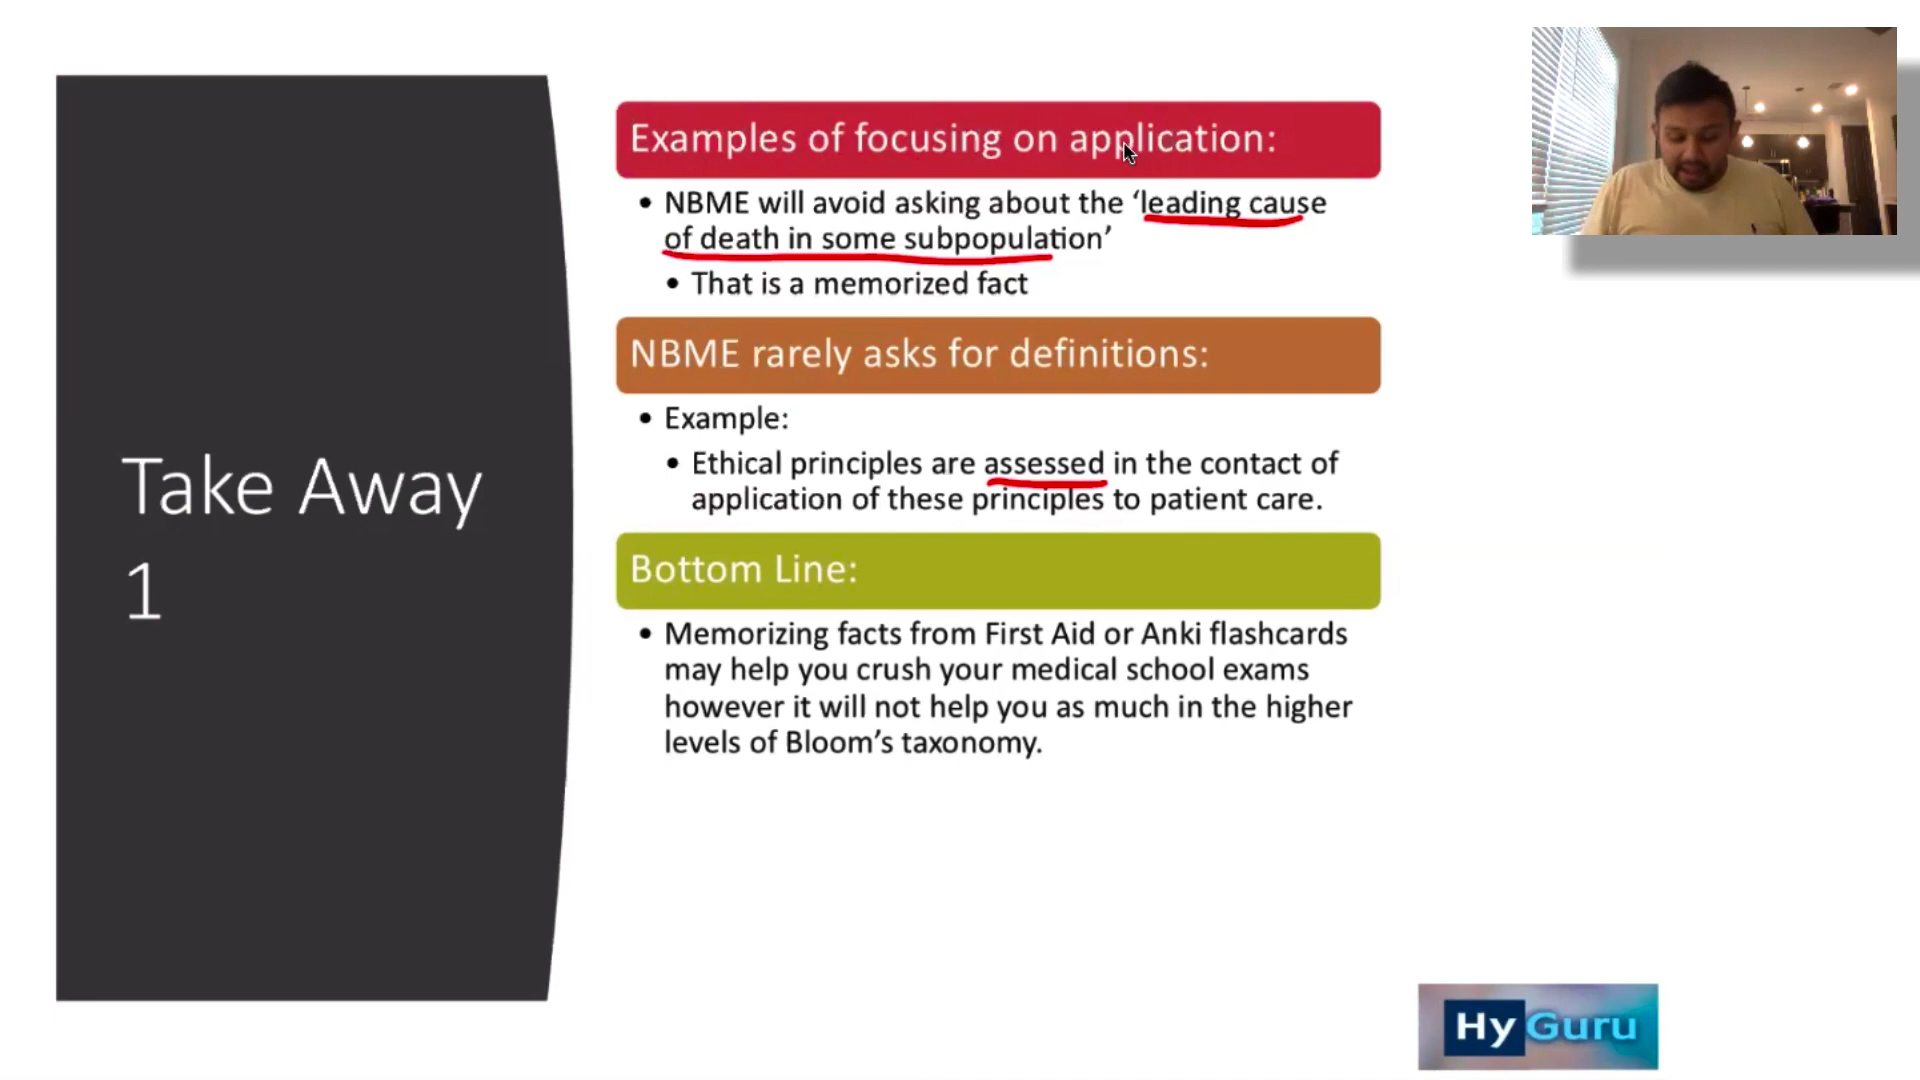 Take Away
1
Examples of focusing on application:
• NBME will avoid asking about the ‘leading cause
of death in some subpopulation’
• That is a memorized fact
NBME rarely asks for definitions:
• Example:
• Ethical principles are assessed in the contact of
application of these principles to patient care.
Bottom Line:
• Memorizing facts from First Aid or Anki flashcards
may help you crush your medical school exams
however it will not help you as much in the higher
levels of Bloom’s taxonomy.
Hy Guru